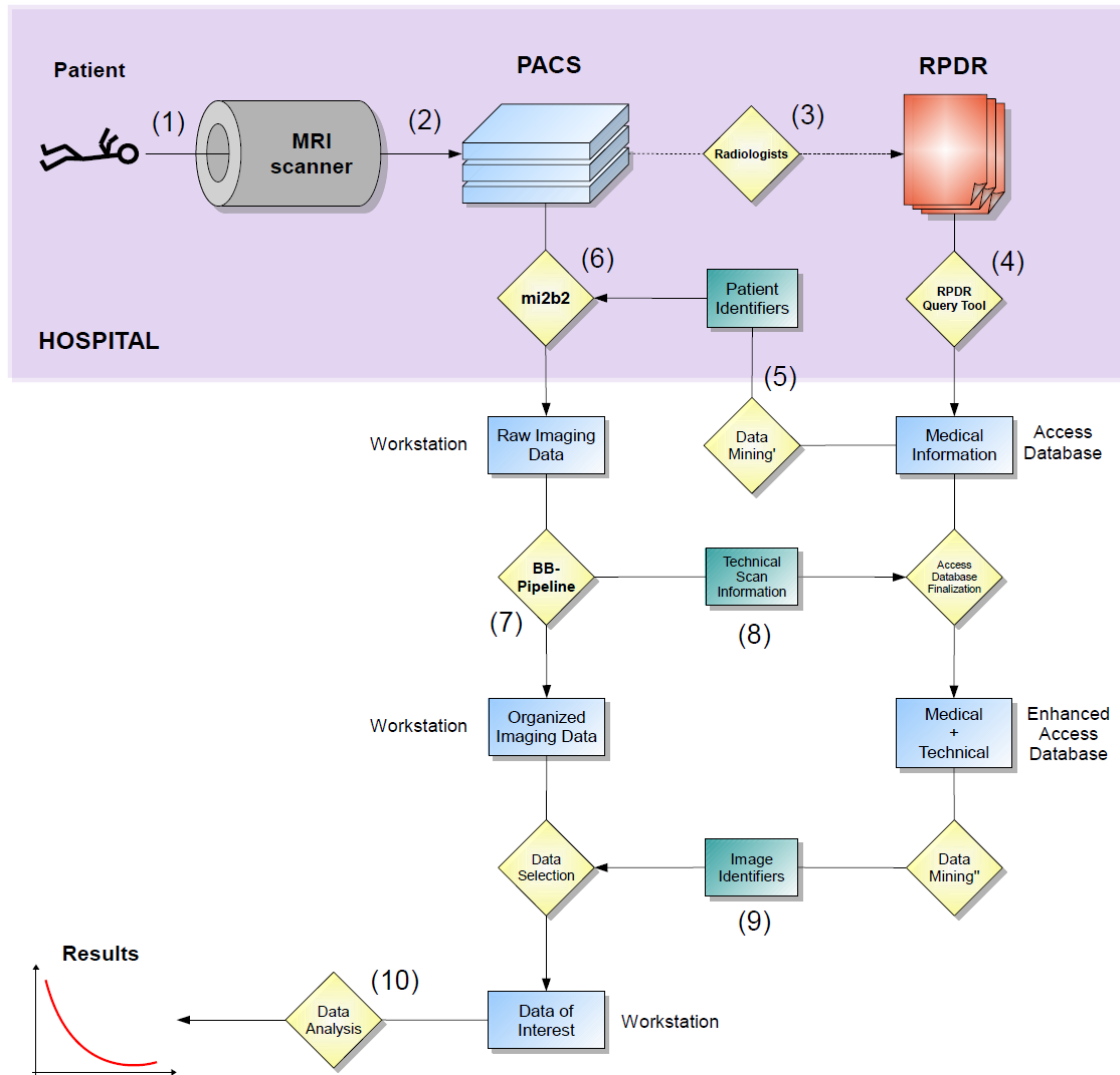 Patient
PACS
RPDR
(1)
MRI
scanner
(2)
Radiologists
(3)
(6)
mi2b2
Patient
Identifiers
(4)
RPDR
Query Tool
HOSPITAL
(5)
Workstation
Raw Imaging
Data
Data
Mining'
Medical
Information
Access
Database
BB-
Pipeline
(7)
Technical
Scan
Information
(8)
Access
Database
Finalization
Workstation
Organized
Imaging Data
Medical
+
Technical
Enhanced
Access
Database
Data
Selection
Image
Identifiers
(9)
Data
Mining"
Results
(10)
Data
Analysis
Data of
Interest
Workstation